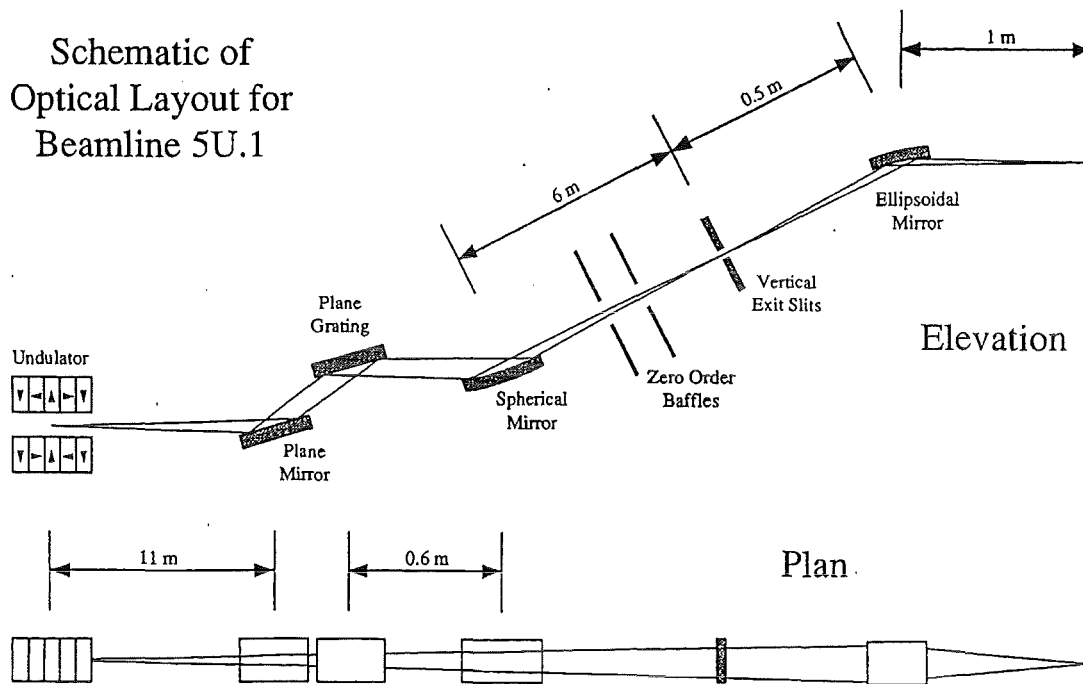 Schematic of
Optical Layout for
Beamline 5U.1
1 m
0.5 m
6 m
Ellipsoidal
Mirror
Plane
Grating
Vertical
Exit Slits
Elevation
Undulator
Zero Order
Baffles
Spherical
Mirror
Plane
Mirror
11 m
0.6 m
Plan